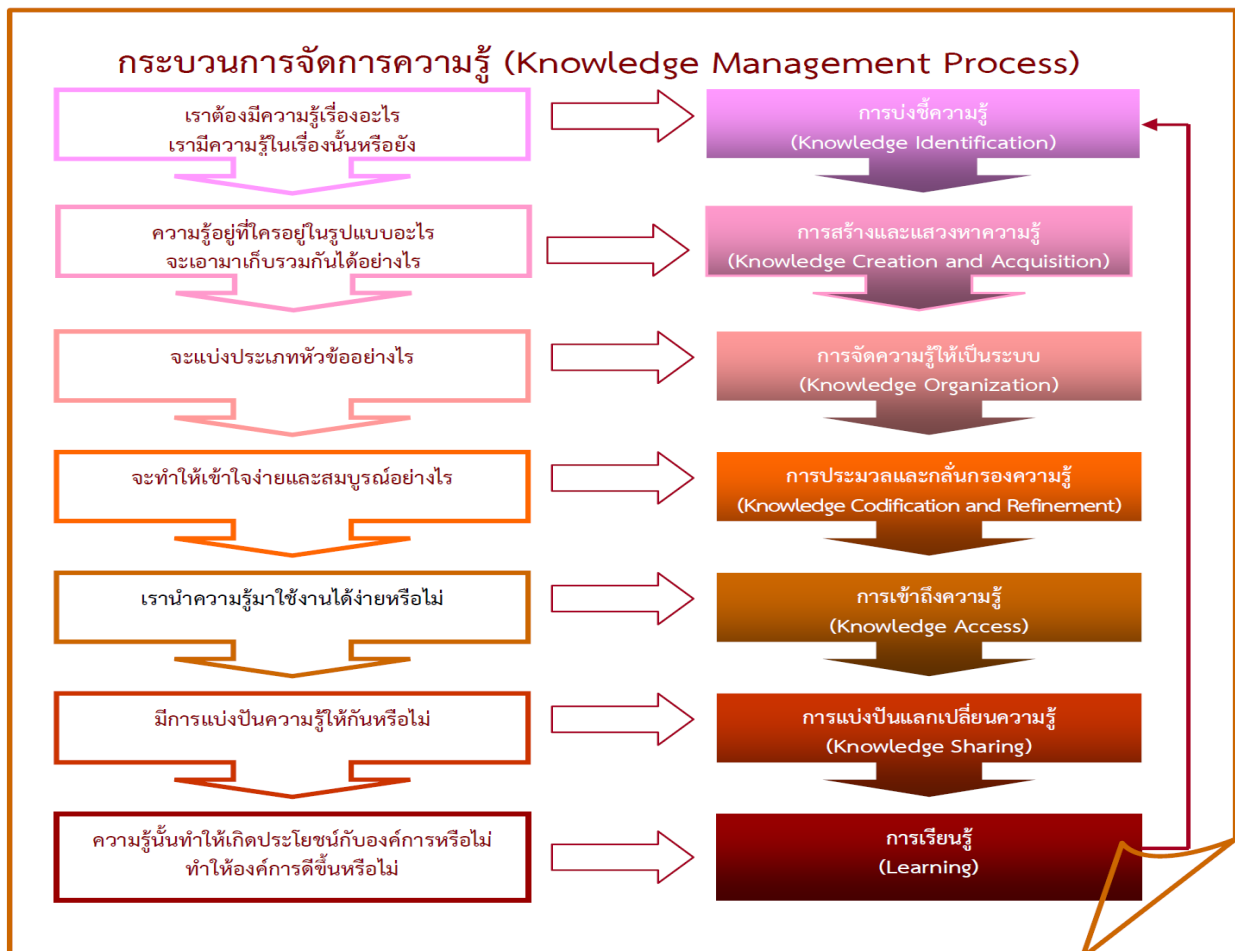 กระบวนการจัดการความรู้ (Knowledge Management Process)
เราต้องมีความรู้เรื่องอะไร
เรามีความรู้ในเรื่องนั้นหรือยัง
การบ่งชี้ความรู้
(Knowledge Identification)
ความรู้อยู่ที่ใครอยู่ในรูปแบบอะไร
จะเอามาเก็บรวมกันได้อย่างไร
การสร้างและแสวงหาความรู้
(Knowledge Creation and Acquisition)
จะแบ่งประเภทหัวข้ออย่างไร
การจัดความรู้ให้เป็นระบบ
(Knowledge Organization)
จะทำให้เข้าใจง่ายและสมบูรณ์อย่างไร
การประมวลและกลั่นกรองความรู้
(Knowledge Codification and Refinement)
เรานำความรู้มาใช้งานได้ง่ายหรือไม่
การเข้าถึงความรู้
(Knowledge Access)
มีการแบ่งปันความรู้ให้กันหรือไม่
การแบ่งปันแลกเปลี่ยนความรู้
(Knowledge Sharing)
ความรู้นั้นทำให้เกิดประโยชน์กับองค์การหรือไม่
ทำให้องค์การดีขึ้นหรือไม่
การเรียนรู้
(Learning)